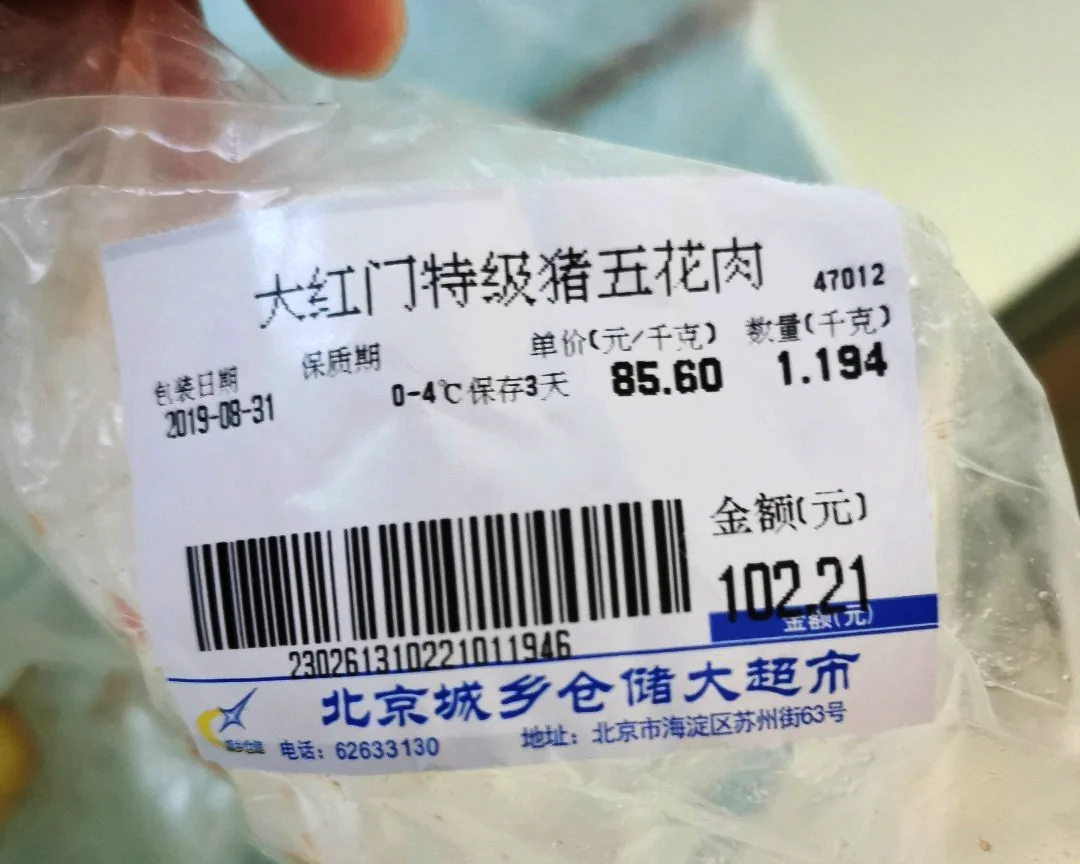 大红门特级猪五花肉
47012
包装日期 保质期 单价(元/千克) 数量(千克)
2019-08-31 0-4℃保存3天 85.60 1.194
金额(元)
102.21
金额(元)
230261310221011946
北京城乡仓储大超市
电话：62633130 地址：北京市海淀区苏州街63号